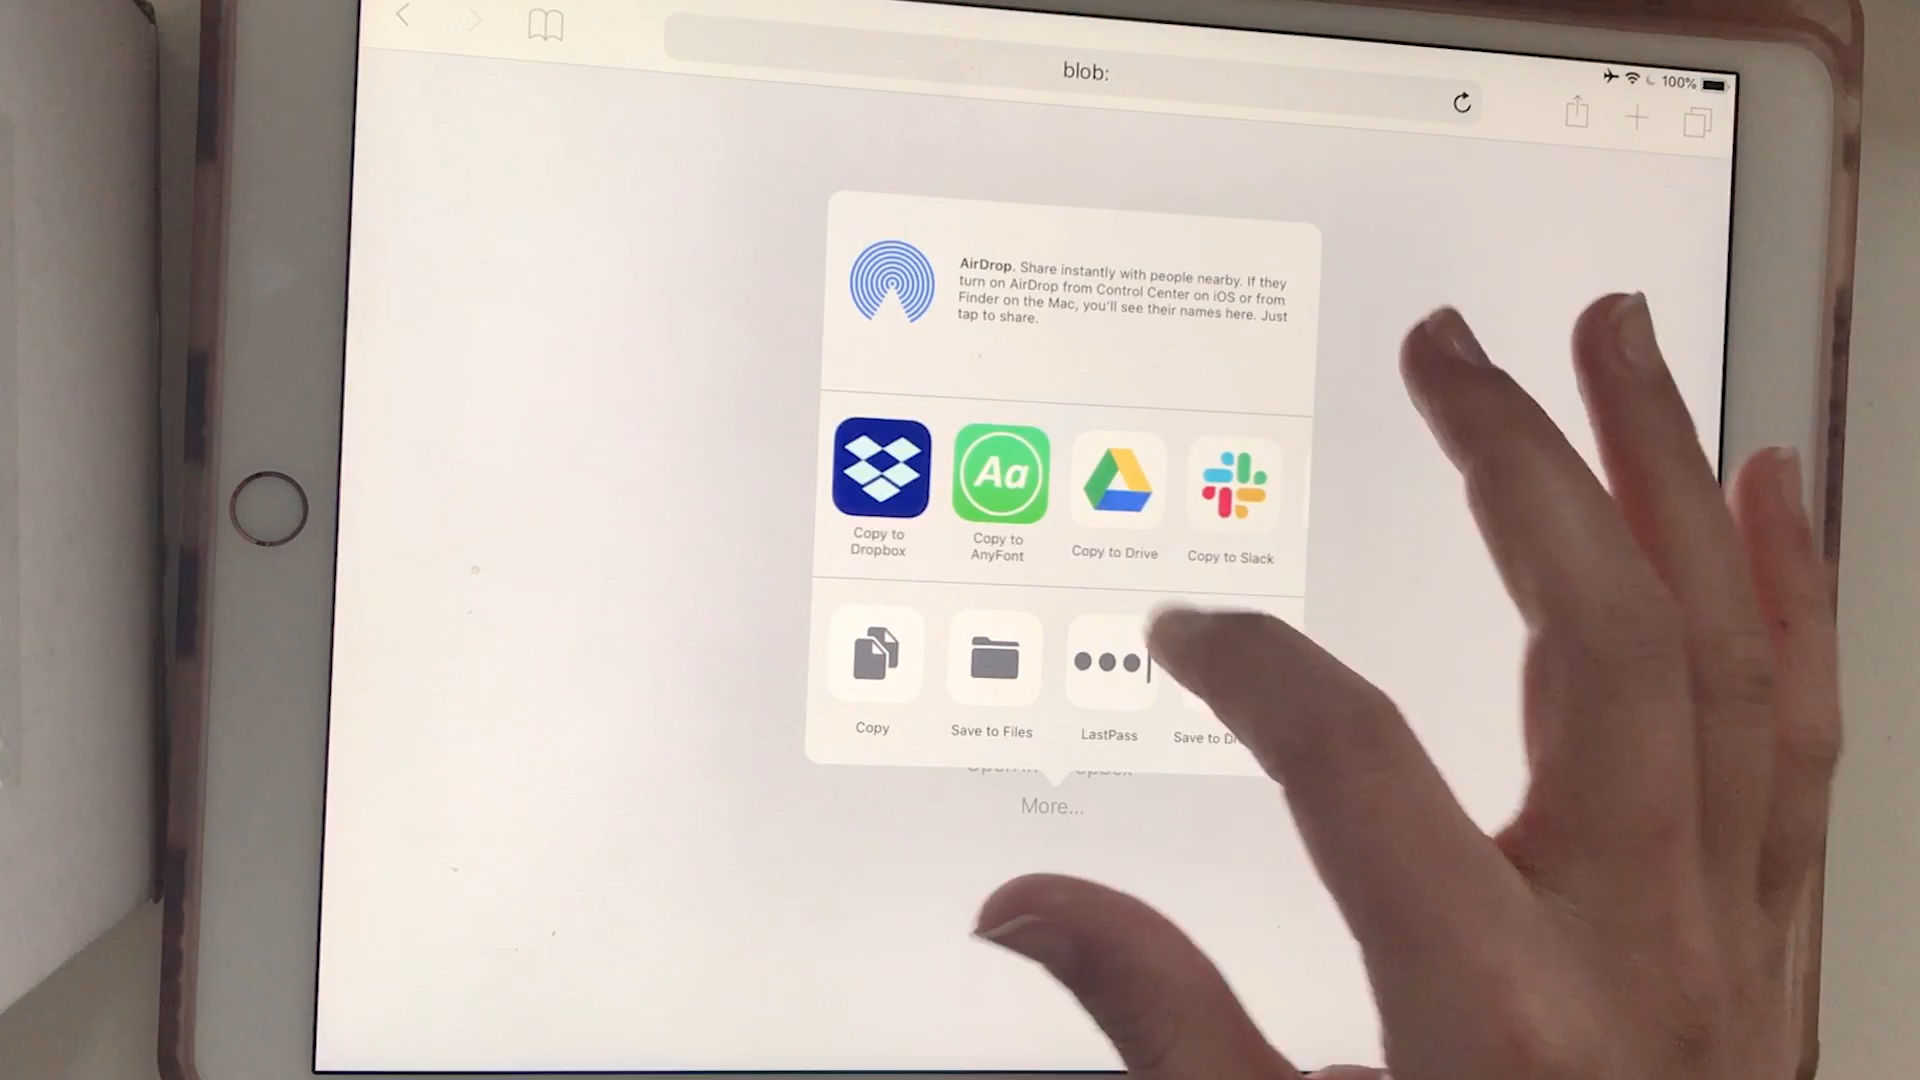 blob:
100%
AirDrop. Share instantly with people nearby. If they
turn on AirDrop from Control Center on iOS or from
Finder on the Mac, you'll see their names here. Just
tap to share.
Aa
Copy to
Dropbox
Copy to
AnyFont
Copy to Drive
Copy to Slack
Copy
Save to Files
LastPass
Save to
More...